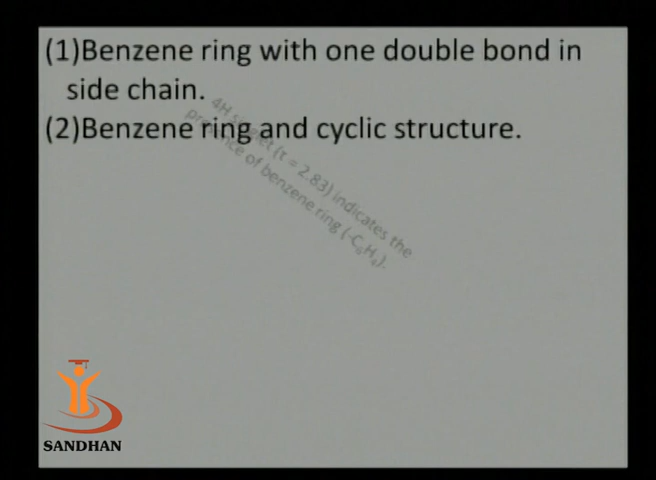 (1)Benzene ring with one double bond in
side chain.
(2)Benzene ring and cyclic structure.
4H singlet (τ = 2.83) indicates the
presence of benzene ring (-C₆H₄).
SANDHAN